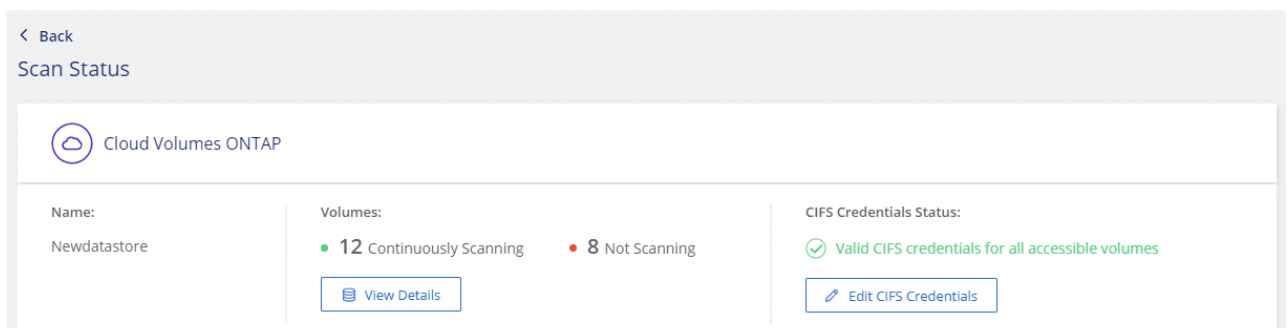 Back
Scan Status
Cloud Volumes ONTAP
Name:
Newdatastore
Volumes:
12 Continuously Scanning
8 Not Scanning
View Details
CIFS Credentials Status:
Valid CIFS credentials for all accessible volumes
Edit CIFS Credentials